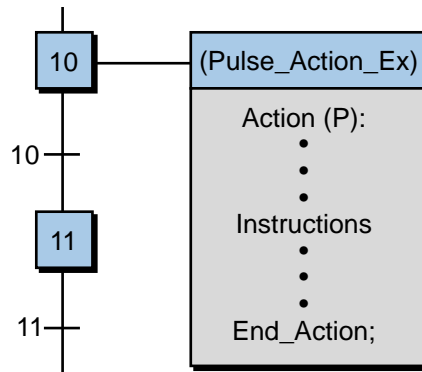 10
(Pulse_Action_Ex)
Action (P):
10
11
Instructions
11
End_Action;